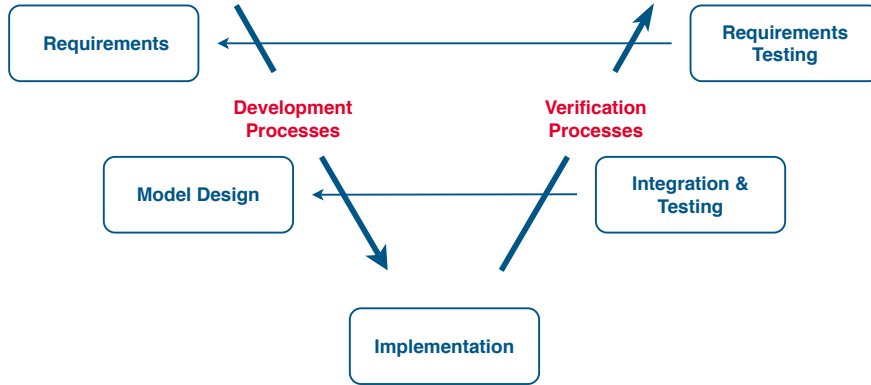 Requirements
Requirements
Testing
Development
Processes
Verification
Processes
Model Design
Integration &
Testing
Implementation